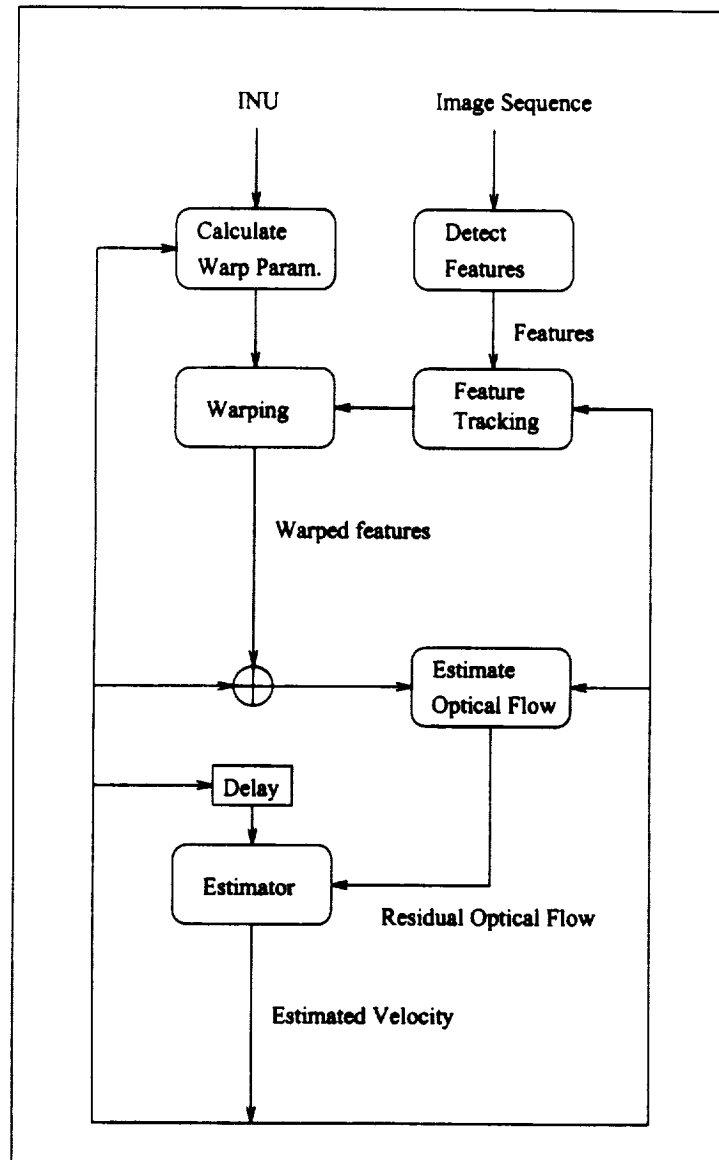 INU
Image Sequence
Calculate
Warp Param.
Detect
Features
Features
Warping
Feature
Tracking
Warped features
Estimate
Optical Flow
Delay
Estimator
Residual Optical Flow
Estimated Velocity